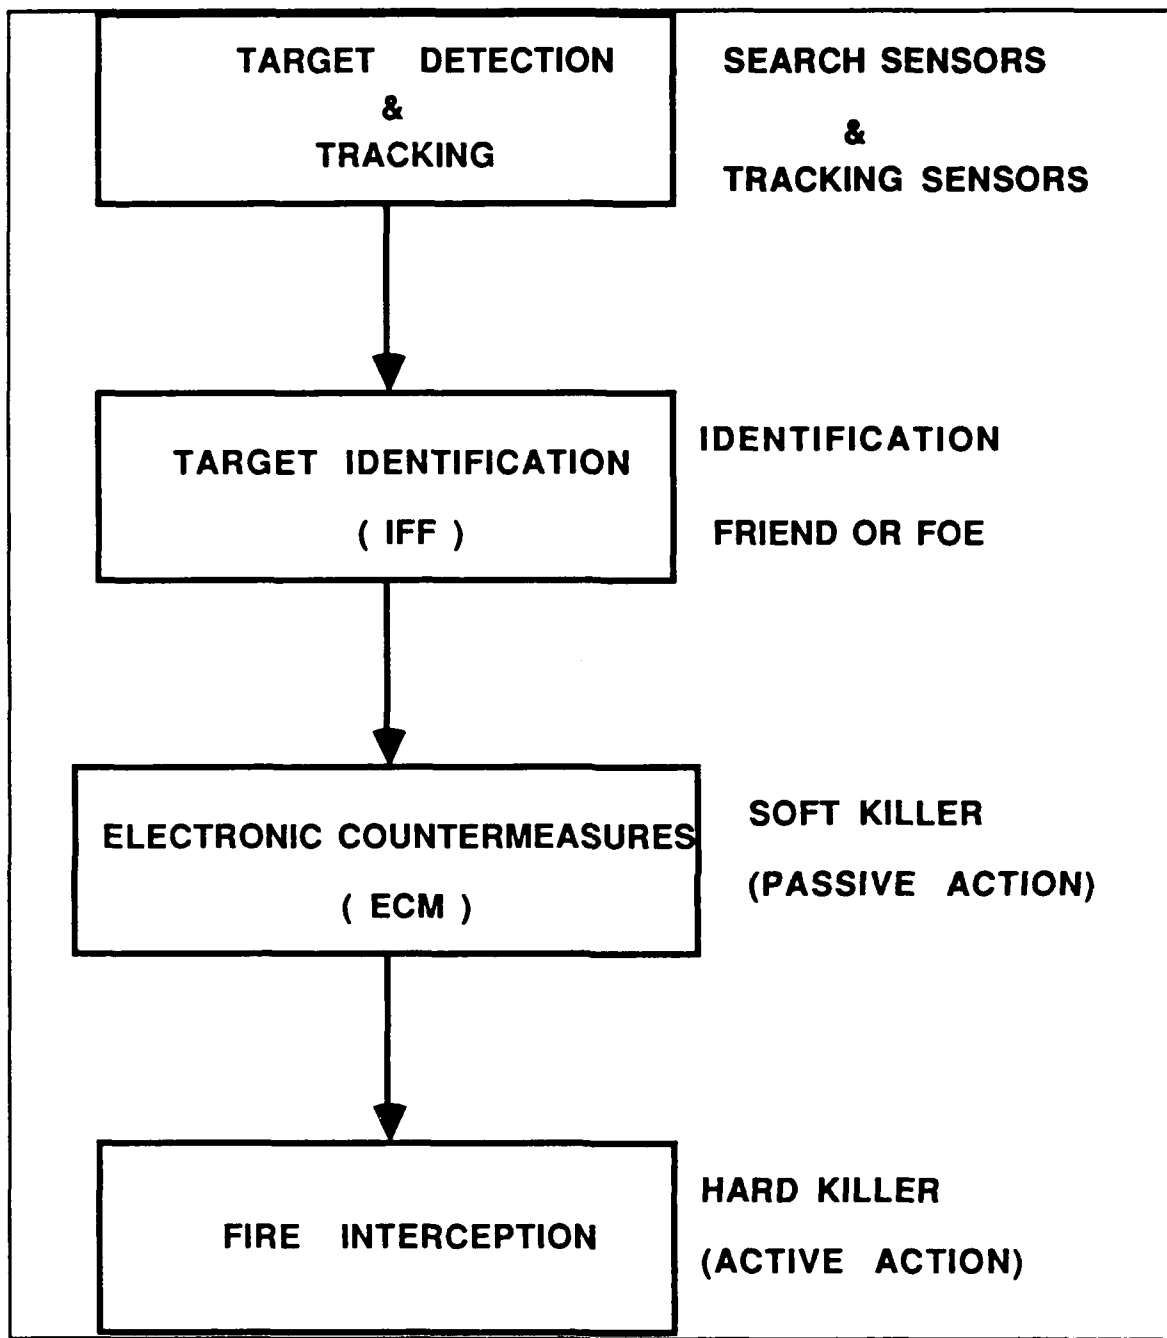 TARGET DETECTION
&
TRACKING
SEARCH SENSORS
&
TRACKING SENSORS
TARGET IDENTIFICATION
( IFF )
IDENTIFICATION
FRIEND OR FOE
ELECTRONIC COUNTERMEASURES
( ECM )
SOFT KILLER
(PASSIVE ACTION)
FIRE INTERCEPTION
HARD KILLER
(ACTIVE ACTION)